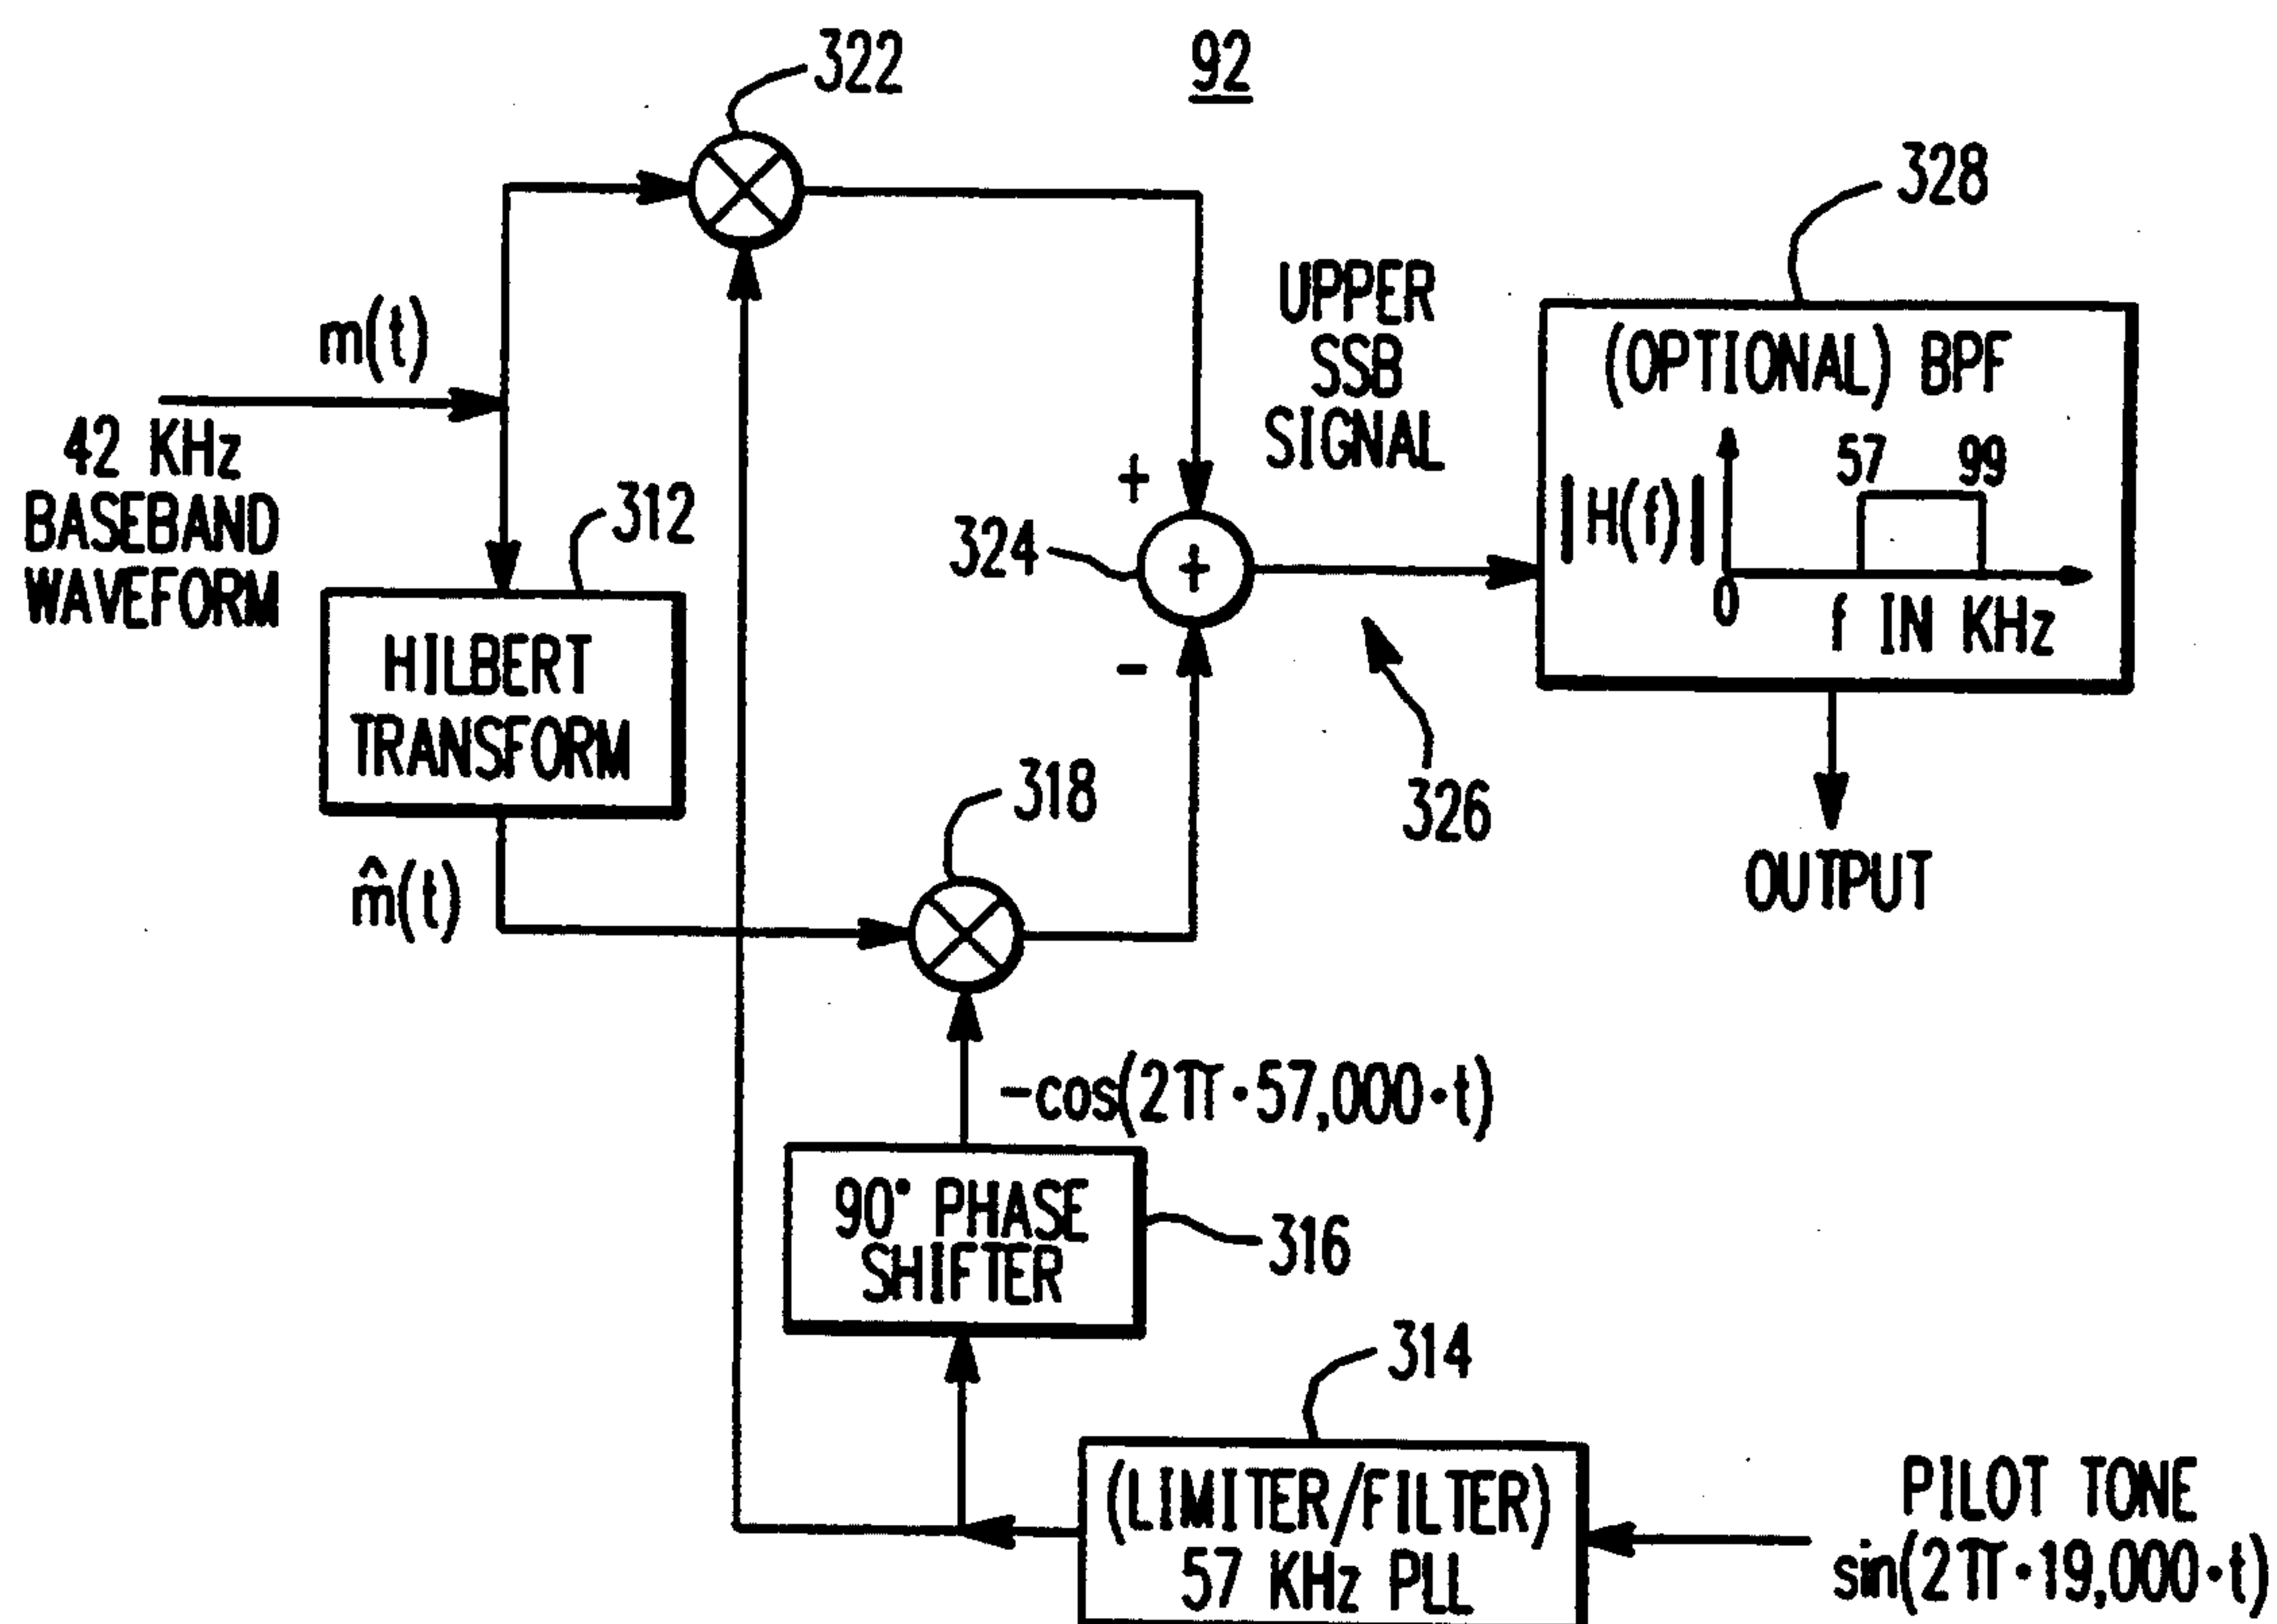 322
92
328
m(t)
42 KHz
BASEBAND
WAVEFORM
312
HILBERT
TRANSFORM
m̂(t)
UPPER
SSB
SIGNAL
+
324
+
-
326
318
(OPTIONAL) BPF
57 99
|H(f)|
0
f IN KHz
OUTPUT
-cos(2π·57,000·t)
90° PHASE
SHIFTER
316
314
(LIMITER/FILTER)
57 KHz PLL
PILOT TONE
sin(2π·19,000·t)